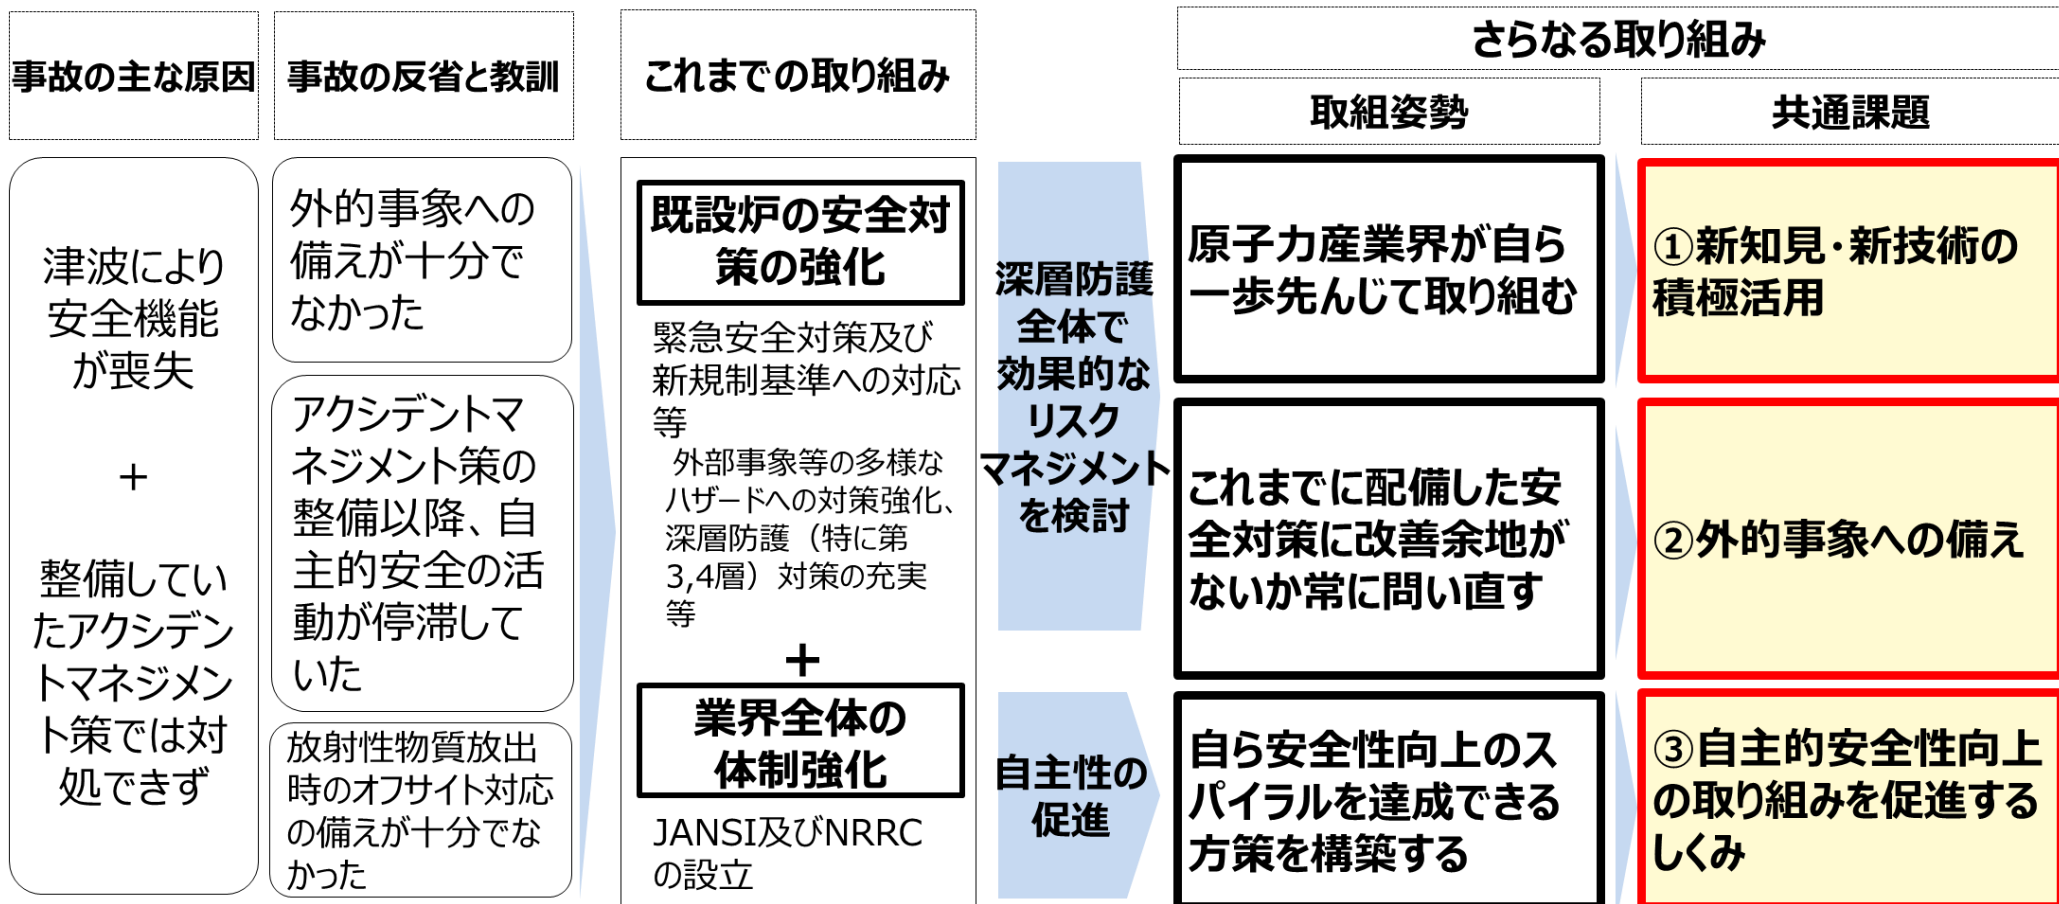 事故の主な原因
事故の反省と教訓
これまでの取り組み
さらなる取り組み
取組姿勢
共通課題
津波により
安全機能
が喪失
+
整備してい
たアクシデン
トマネジメン
ト策では対
処できず
外的事象への
備えが十分で
なかった
アクシデントマ
ネジメント策の
整備以降、自
主的安全の活
動が停滞して
いた
放射性物質放出
時のオフサイト対応
の備えが十分でな
かった
既設炉の安全対
策の強化
緊急安全対策及び
新規制基準への対応
等
外部事象等の多様な
ハザードへの対策強化、
深層防護（特に第
3,4層）対策の充実
等
+
業界全体の
体制強化
JANSI及びNRRC
の設立
深層防護
全体で
効果的な
リスク
マネジメント
を検討
自主性の
促進
原子力産業界が自ら
一歩先んじて取り組む
これまでに配備した安
全対策に改善余地が
ないか常に問い直す
自ら安全性向上のス
パイラルを達成できる
方策を構築する
①新知見・新技術の
積極活用
②外的事象への備え
③自主的安全性向上
の取り組みを促進する
しくみ